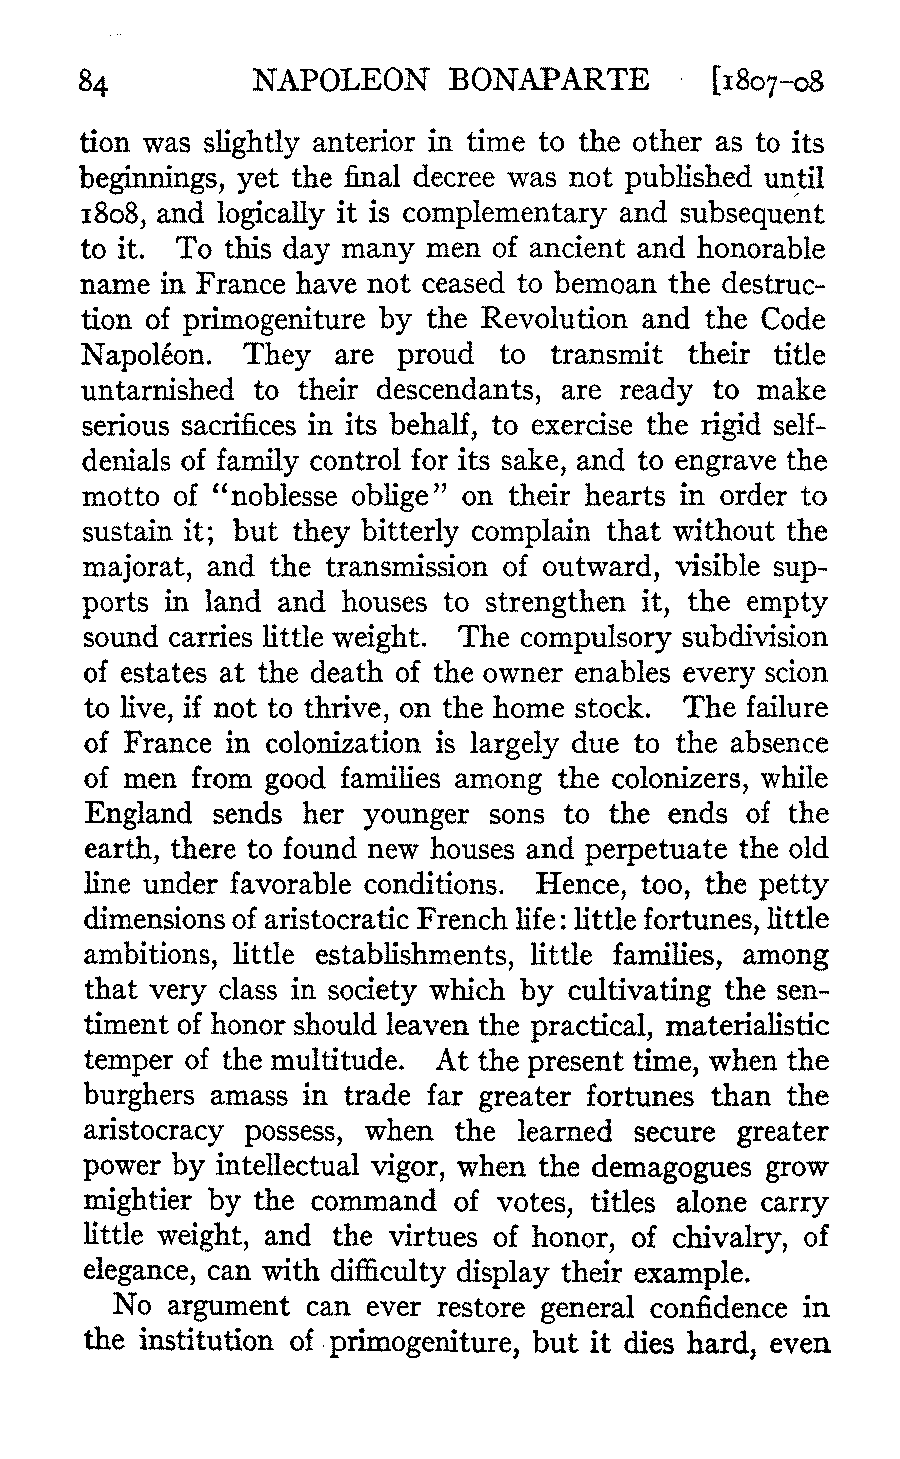 84 NAPOLEON BONAPARTE [1807–08
tion was slightly anterior in time to the other as to its
beginnings, yet the final decree was not published until
1808, and logically it is complementary and subsequent
to it. To this day many men of ancient and honorable
name in France have not ceased to bemoan the destruc-
tion of primogeniture by the Revolution and the Code
Napoléon. They are proud to transmit their title
untarnished to their descendants, are ready to make
serious sacrifices in its behalf, to exercise the rigid self-
denials of family control for its sake, and to engrave the
motto of “noblesse oblige” on their hearts in order to
sustain it; but they bitterly complain that without the
majorat, and the transmission of outward, visible sup-
ports in land and houses to strengthen it, the empty
sound carries little weight. The compulsory subdivision
of estates at the death of the owner enables every scion
to live, if not to thrive, on the home stock. The failure
of France in colonization is largely due to the absence
of men from good families among the colonizers, while
England sends her younger sons to the ends of the
earth, there to found new houses and perpetuate the old
line under favorable conditions. Hence, too, the petty
dimensions of aristocratic French life: little fortunes, little
ambitions, little establishments, little families, among
that very class in society which by cultivating the sen-
timent of honor should leaven the practical, materialistic
temper of the multitude. At the present time, when the
burghers amass in trade far greater fortunes than the
aristocracy possess, when the learned secure greater
power by intellectual vigor, when the demagogues grow
mightier by the command of votes, titles alone carry
little weight, and the virtues of honor, of chivalry, of
elegance, can with difficulty display their example.
No argument can ever restore general confidence in
the institution of primogeniture, but it dies hard, even